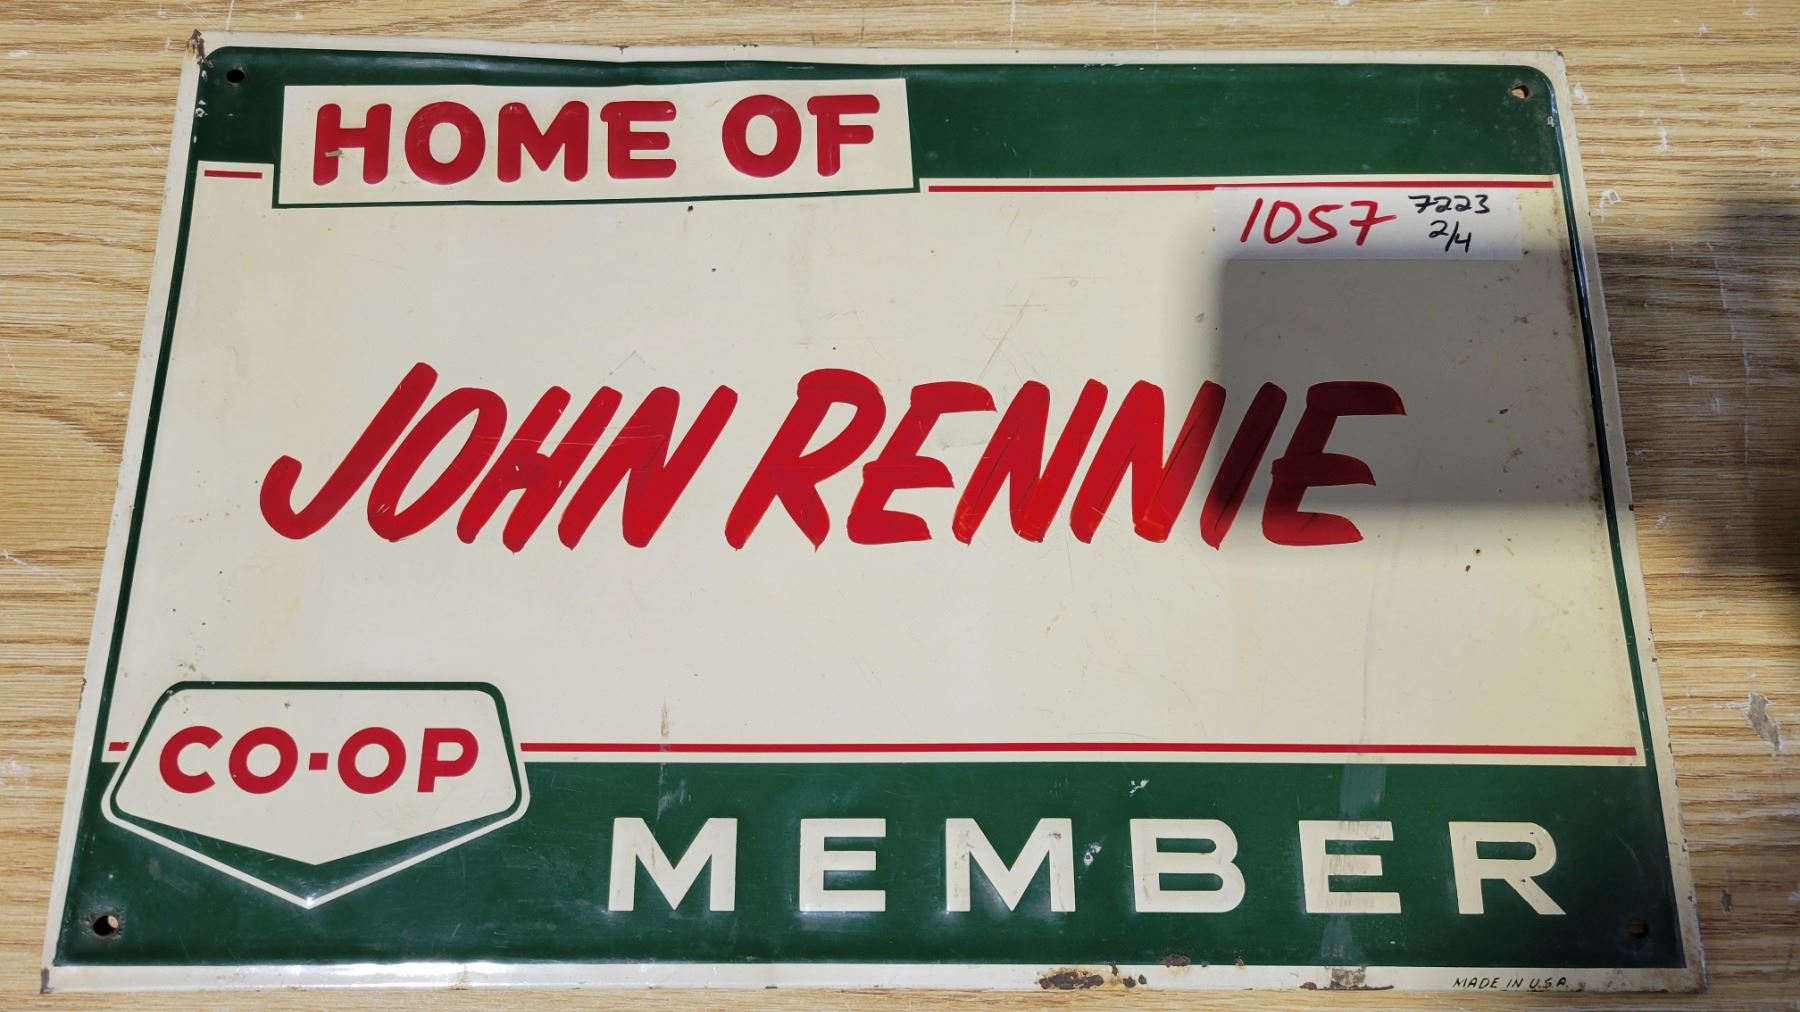 HOME OF
1057 7223
2/4
JOHN RENNIE
CO-OP
MEMBER
MADE IN U.S.A.